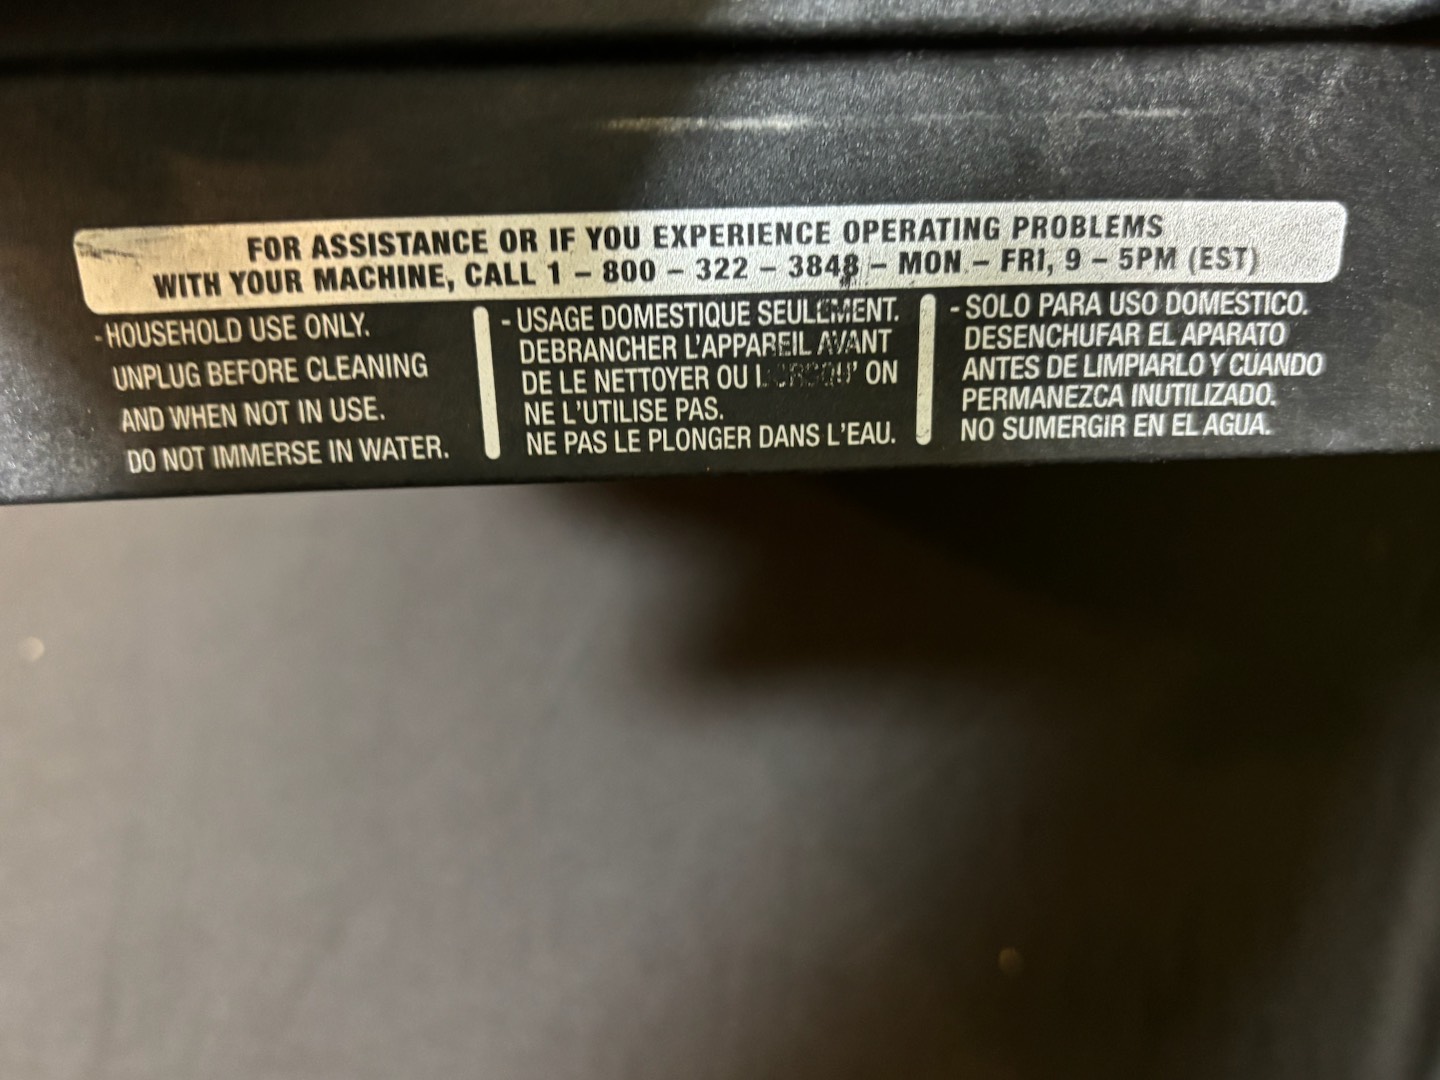 FOR ASSISTANCE OR IF YOU EXPERIENCE OPERATING PROBLEMS
WITH YOUR MACHINE, CALL 1 – 800 – 322 – 3848 – MON – FRI, 9 – 5PM (EST)
- HOUSEHOLD USE ONLY.
UNPLUG BEFORE CLEANING
AND WHEN NOT IN USE.
DO NOT IMMERSE IN WATER.
- USAGE DOMESTIQUE SEULEMENT.
DEBRANCHER L'APPAREIL AVANT
DE LE NETTOYER OU LORSQU' ON
NE L'UTILISE PAS.
NE PAS LE PLONGER DANS L'EAU.
- SOLO PARA USO DOMESTICO.
DESENCHUFAR EL APARATO
ANTES DE LIMPIARLO Y CUANDO
PERMANEZCA INUTILIZADO.
NO SUMERGIR EN EL AGUA.